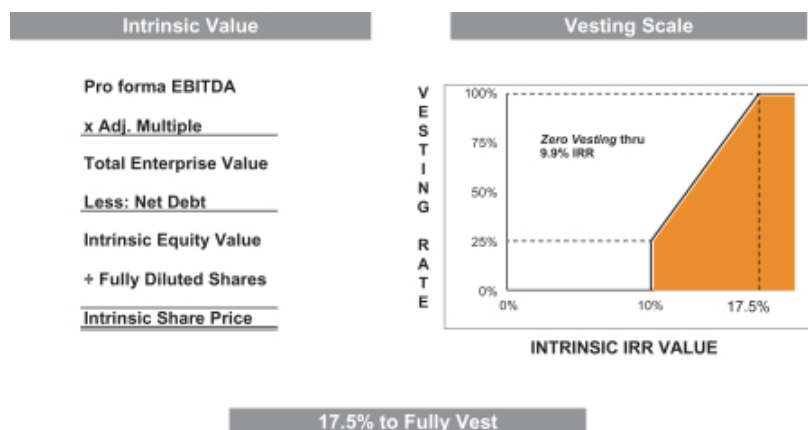 Intrinsic Value
Pro forma EBITDA
x Adj. Multiple
Total Enterprise Value
Less: Net Debt
Intrinsic Equity Value
÷ Fully Diluted Shares
Intrinsic Share Price
Vesting Scale
VESTING RATE
100%
75%
50%
25%
0%
Zero Vesting thru
9.9% IRR
0%
10%
17.5%
INTRINSIC IRR VALUE
17.5% to Fully Vest